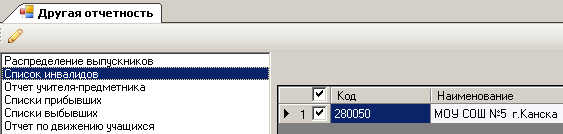 Другая отчетность
Распределение выпускников
Список инвалидов
Отчет учителя-предметника
Списки прибывших
Списки выбывших
Отчет по движению учащихся
Код Наименование
1 280050 МОУ СОШ №5 г.Канска